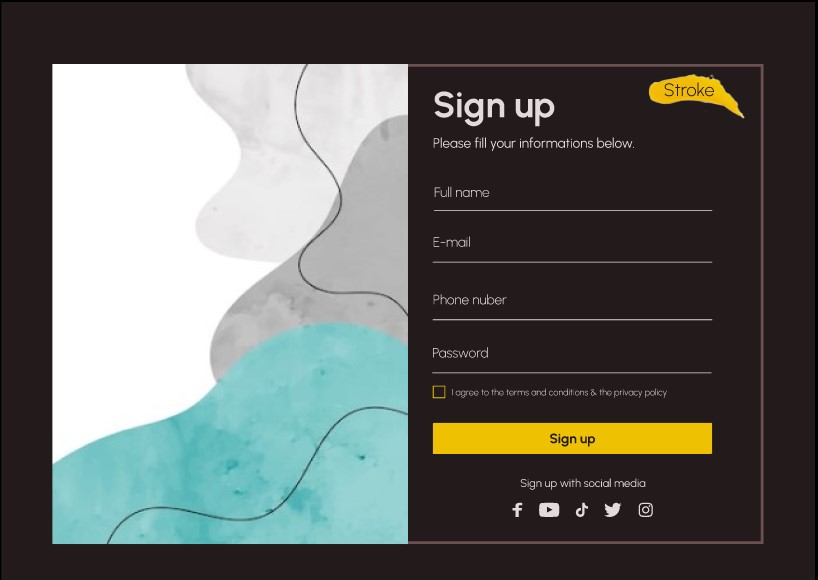 Stroke
Sign up
Please fill your informations below.
Full name
E-mail
Phone nuber
Password
I agree to the terms and conditions & the privacy policy
Sign up
Sign up with social media